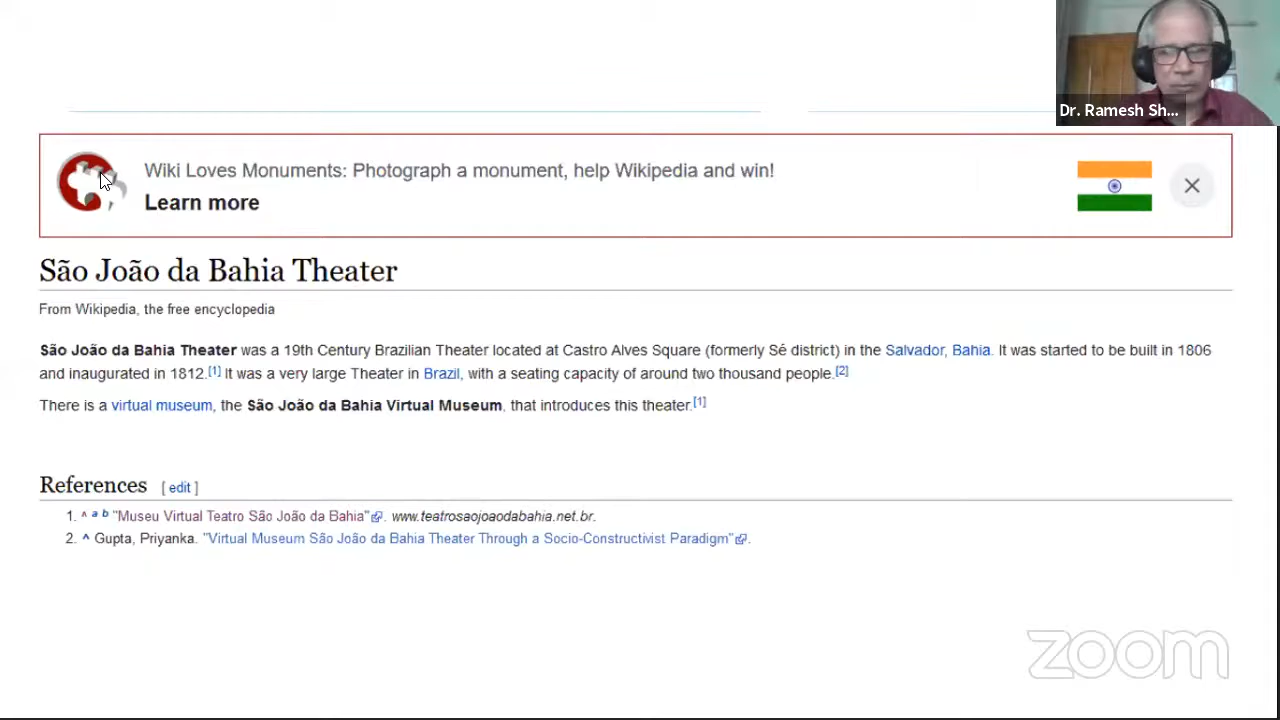 Dr. Ramesh Sh...
Wiki Loves Monuments: Photograph a monument, help Wikipedia and win!
Learn more
São João da Bahia Theater
From Wikipedia, the free encyclopedia
São João da Bahia Theater was a 19th Century Brazilian Theater located at Castro Alves Square (formerly Sé district) in the Salvador, Bahia. It was started to be built in 1806
and inaugurated in 1812.[1] It was a very large Theater in Brazil, with a seating capacity of around two thousand people.[2]
There is a virtual museum, the São João da Bahia Virtual Museum, that introduces this theater.[1]
References [ edit ]
1. ^ a b "Museu Virtual Teatro São João da Bahia". www.teatrosaojoaodabahia.net.br.
2. ^ Gupta, Priyanka. "Virtual Museum São João da Bahia Theater Through a Socio-Constructivist Paradigm".
zoom